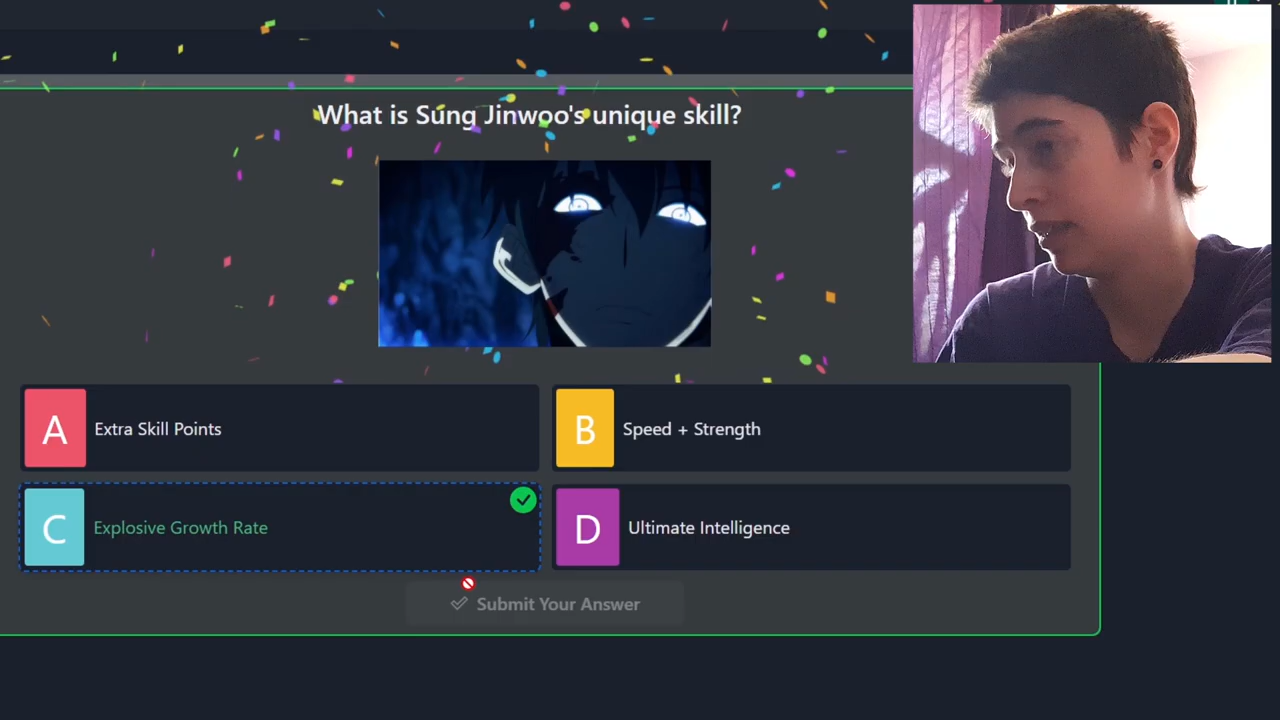 What is Sung Jinwoo's unique skill?
A Extra Skill Points
B Speed + Strength
C Explosive Growth Rate
D Ultimate Intelligence
Submit Your Answer